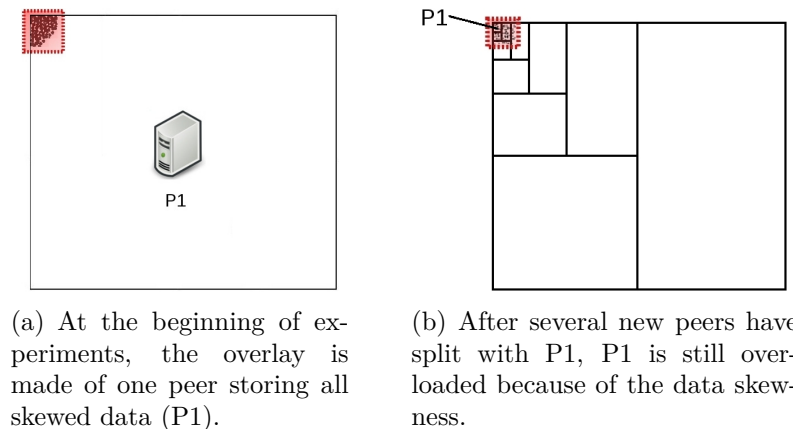 P1
P1
(a) At the beginning of ex-
periments, the overlay is
made of one peer storing all
skewed data (P1).
(b) After several new peers have
split with P1, P1 is still over-
loaded because of the data skew-
ness.